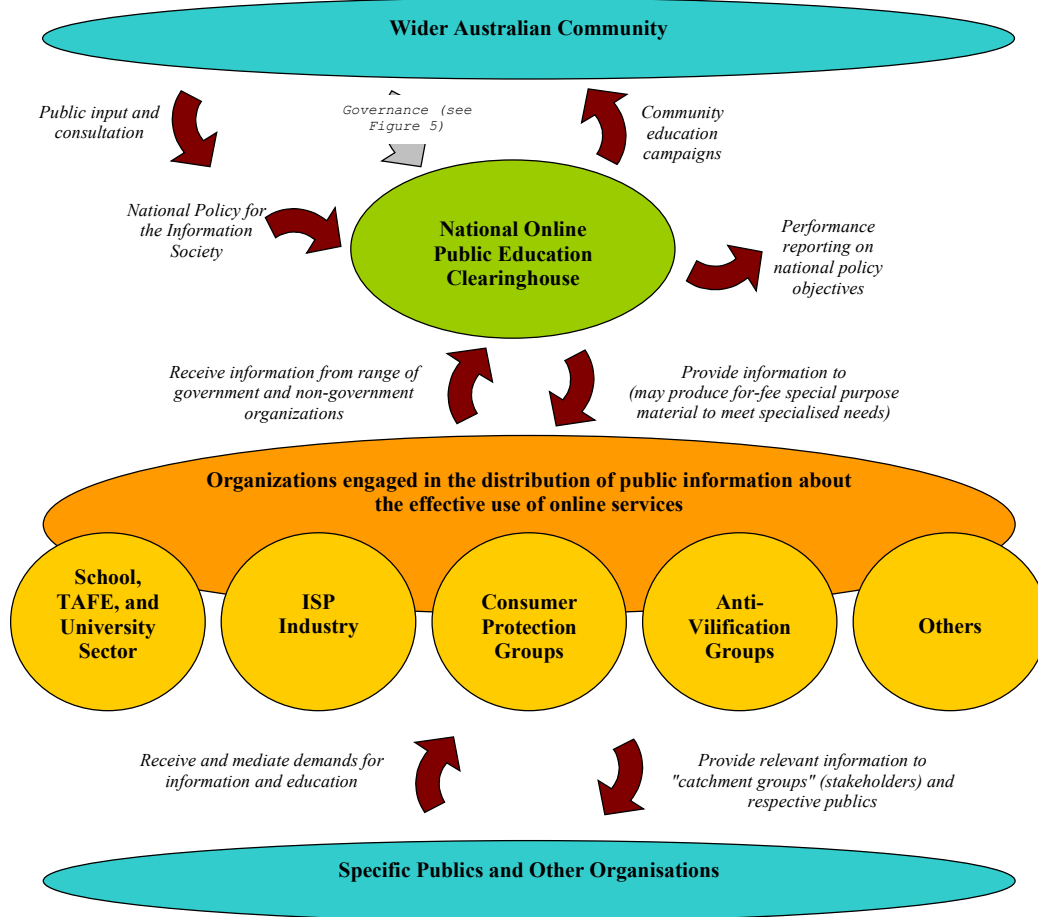 Wider Australian Community
Public input and
consultation
Governance (see
Figure 5)
Community
education
campaigns
National Policy for
the Information
Society
National Online
Public Education
Clearinghouse
Performance
reporting on
national policy
objectives
Receive information from range of
government and non-government
organizations
Provide information to
(may produce for-fee special purpose
material to meet specialised needs)
Organizations engaged in the distribution of public information about
the effective use of online services
School,
TAFE, and
University
Sector
ISP
Industry
Consumer
Protection
Groups
Anti-
Vilification
Groups
Others
Receive and mediate demands for
information and education
Provide relevant information to
"catchment groups" (stakeholders) and
respective publics
Specific Publics and Other Organisations